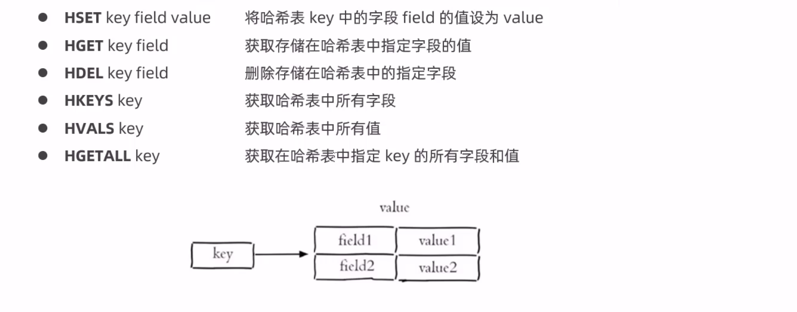 ● HSET key field value 将哈希表 key 中的字段 field 的值设为 value
● HGET key field 获取存储在哈希表中指定字段的值
● HDEL key field 删除存储在哈希表中的指定字段
● HKEYS key 获取哈希表中所有字段
● HVALS key 获取哈希表中所有值
● HGETALL key 获取在哈希表中指定 key 的所有字段和值
value
field1 value1
key
field2 value2